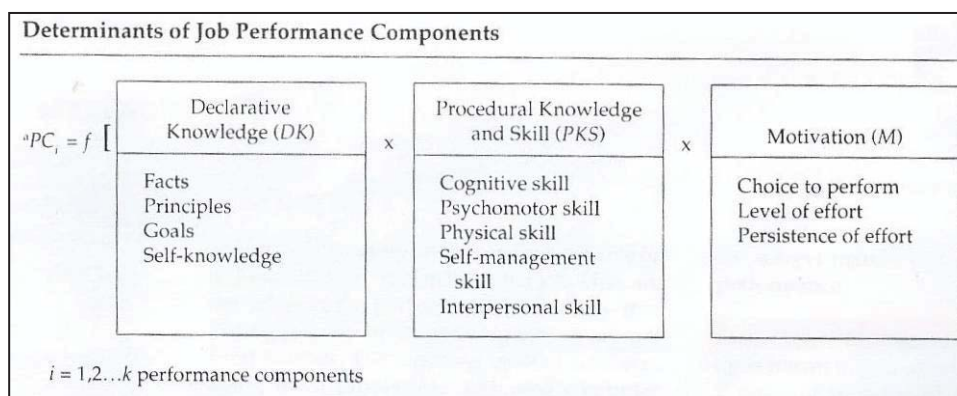 Determinants of Job Performance Components
ᵃPCᵢ = f [
Declarative
Knowledge (DK)
Facts
Principles
Goals
Self-knowledge
x
Procedural Knowledge
and Skill (PKS)
Cognitive skill
Psychomotor skill
Physical skill
Self-management
skill
Interpersonal skill
x
Motivation (M)
Choice to perform
Level of effort
Persistence of effort
i = 1,2...k performance components